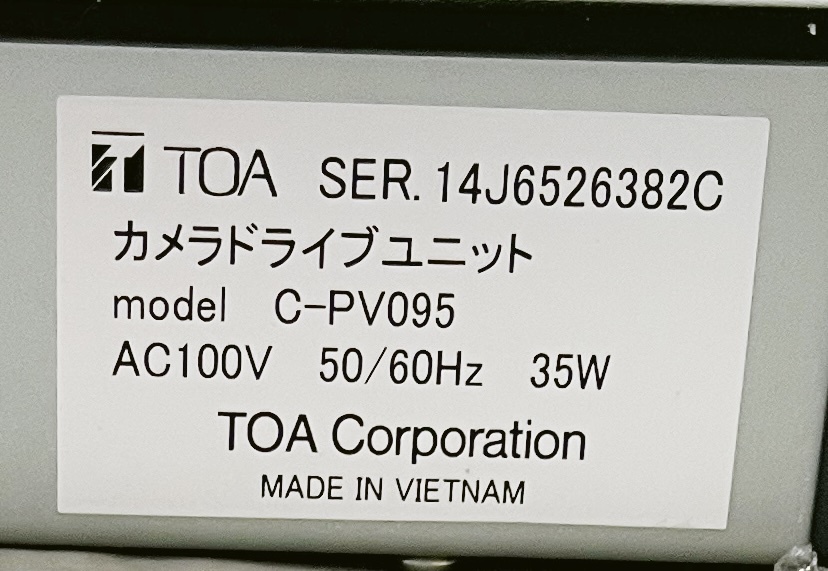 TOA SER. 14J6526382C
カメラドライブユニット
model C-PV095
AC100V 50/60Hz 35W
TOA Corporation
MADE IN VIETNAM